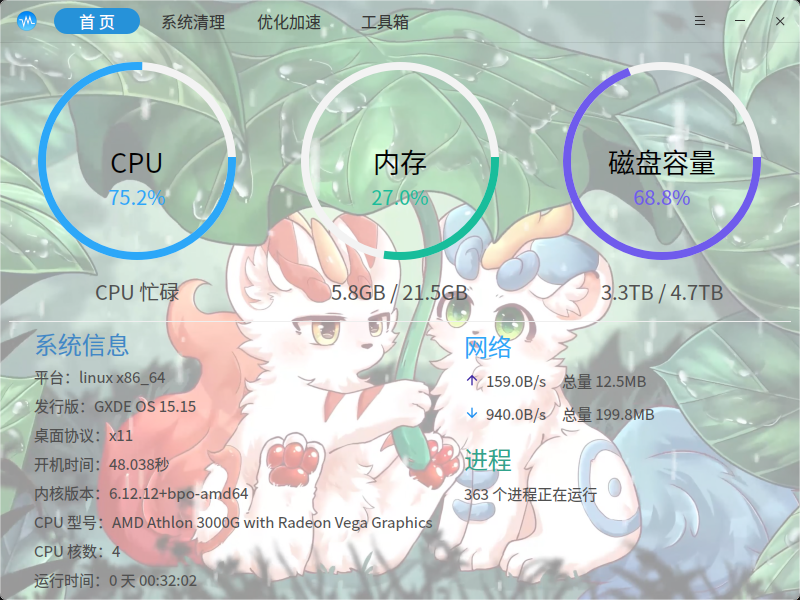 首页 系统清理 优化加速 工具箱
CPU 内存 磁盘容量
75.2% 27.0% 68.8%
CPU 忙碌 5.8GB / 21.5GB 3.3TB / 4.7TB
系统信息
平台：linux x86_64
发行版：GXDE OS 15.15
桌面协议：x11
开机时间：48.038秒
内核版本：6.12.12+bpo-amd64
CPU 型号：AMD Athlon 3000G with Radeon Vega Graphics
CPU 核数：4
运行时间：0 天 00:32:02
网络
159.0B/s 总量 12.5MB
940.0B/s 总量 199.8MB
进程
363 个进程正在运行